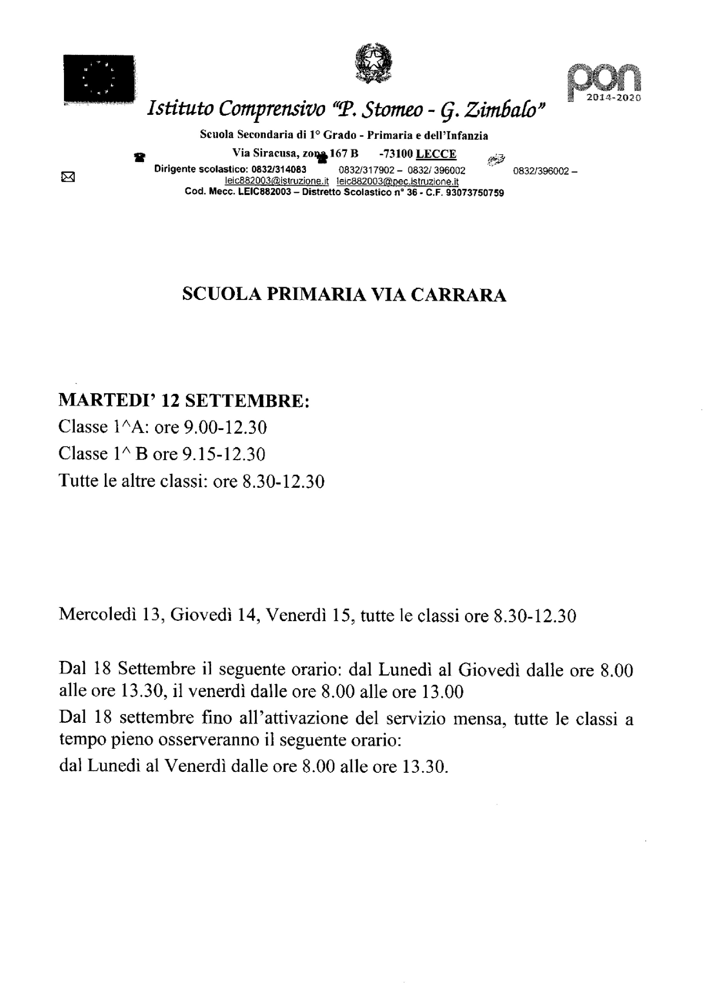 pon
2014-2020
Istituto Comprensivo "P. Stomeo - G. Zimbalo"
Scuola Secondaria di 1° Grado - Primaria e dell'Infanzia
Via Siracusa, zona 167 B -73100 LECCE
Dirigente scolastico: 0832/314083 0832/317902 – 0832/ 396002 0832/396002 –
leic882003@istruzione.it leic882003@pec.istruzione.it
Cod. Mecc. LEIC882003 – Distretto Scolastico n° 36 - C.F. 93073750759
SCUOLA PRIMARIA VIA CARRARA
MARTEDI' 12 SETTEMBRE:
Classe 1^A: ore 9.00-12.30
Classe 1^ B ore 9.15-12.30
Tutte le altre classi: ore 8.30-12.30
Mercoledì 13, Giovedì 14, Venerdì 15, tutte le classi ore 8.30-12.30
Dal 18 Settembre il seguente orario: dal Lunedì al Giovedì dalle ore 8.00
alle ore 13.30, il venerdì dalle ore 8.00 alle ore 13.00
Dal 18 settembre fino all'attivazione del servizio mensa, tutte le classi a
tempo pieno osserveranno il seguente orario:
dal Lunedì al Venerdì dalle ore 8.00 alle ore 13.30.